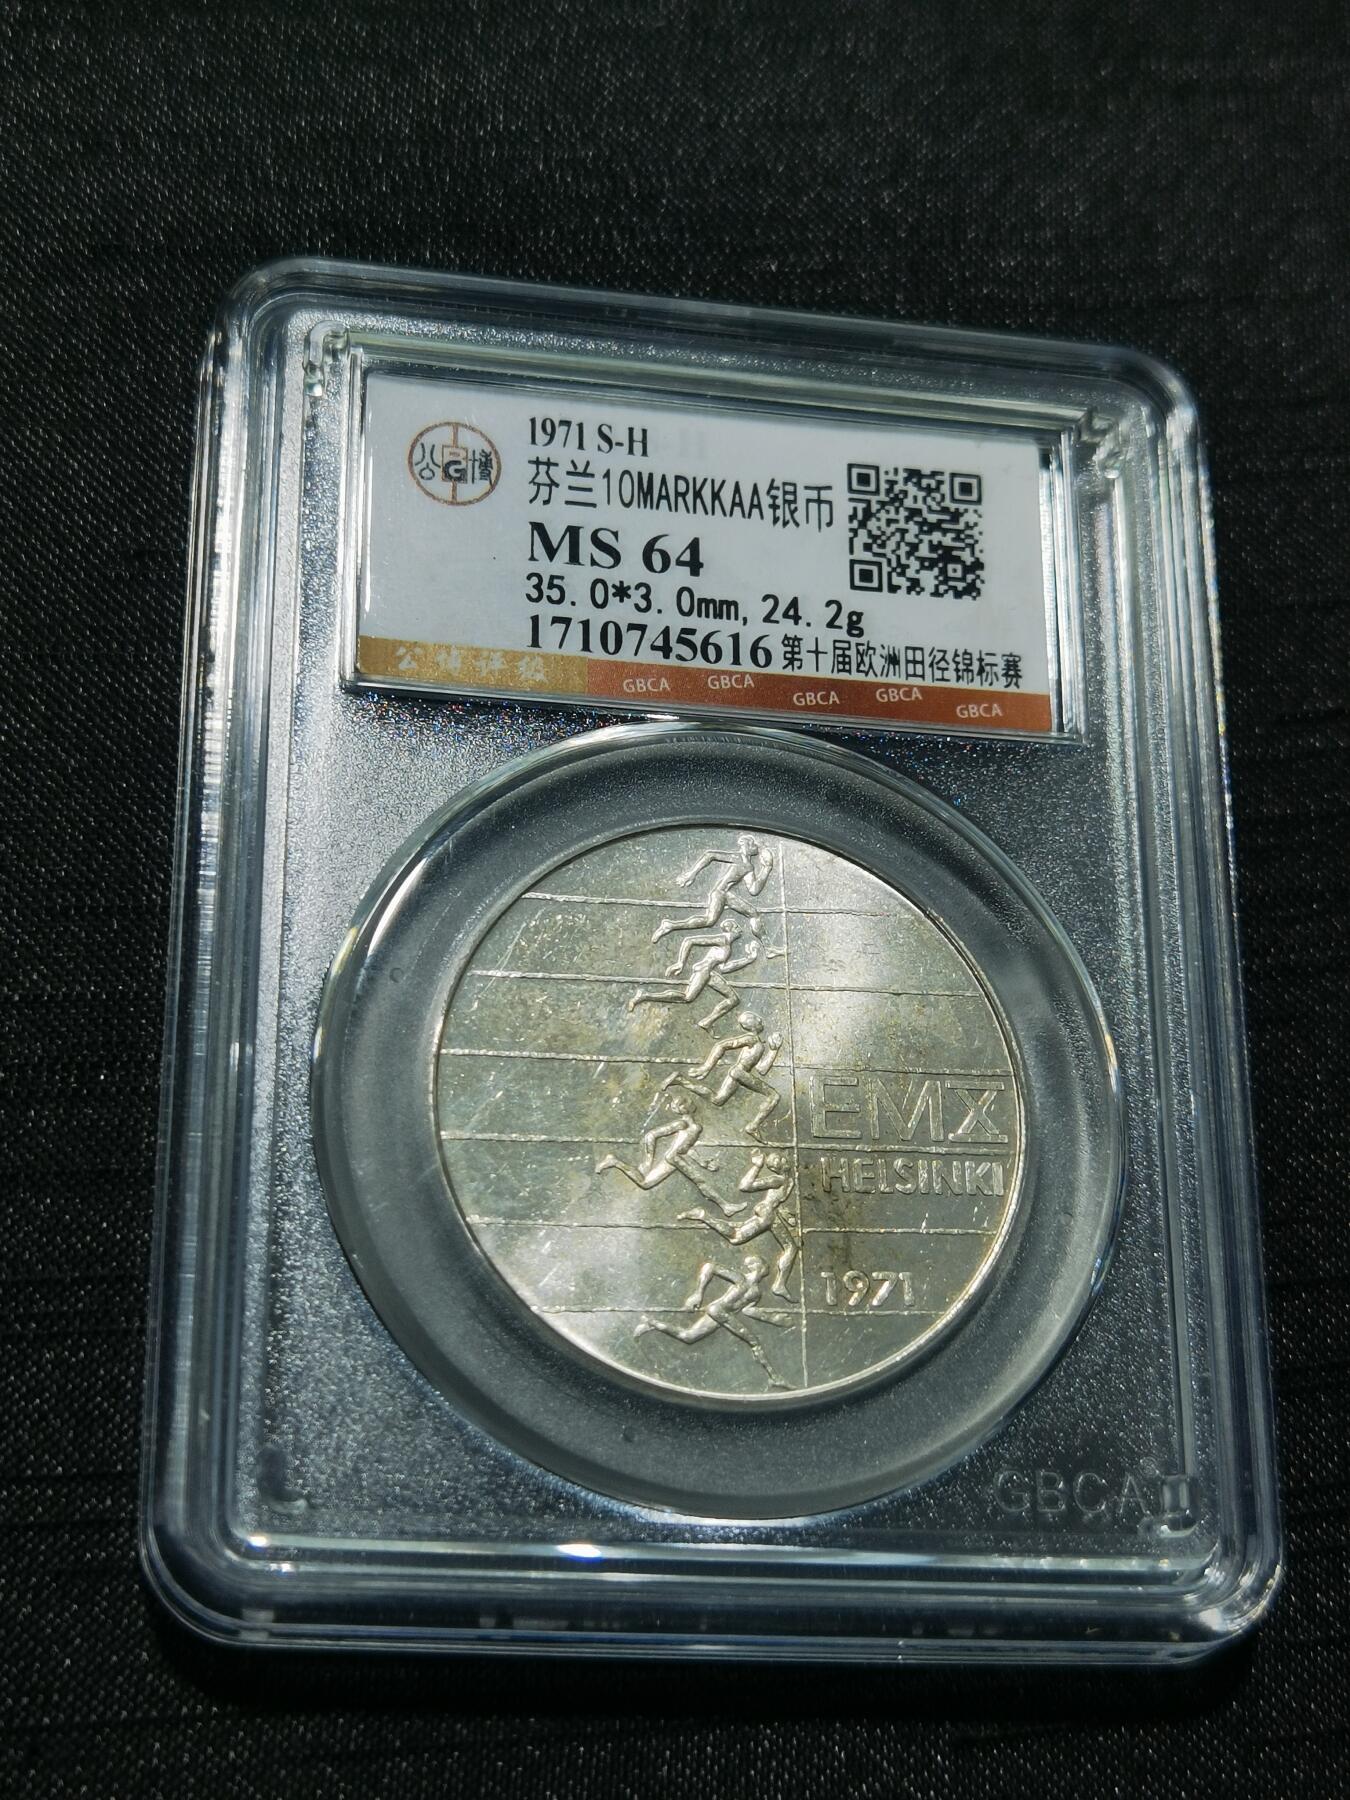 公博
G
1971 S-H
芬兰10MARKKAA银币
MS 64
35.0*3.0mm, 24.2g
1710745616 第十届欧洲田径锦标赛
公博评级
GBCA GBCA GBCA GBCA GBCA
EMX
HELSINKI
1971
GBCA®